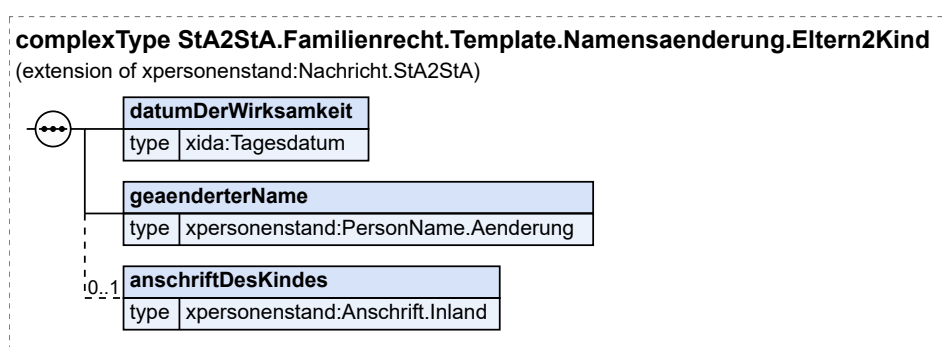 complexType StA2StA.Familienrecht.Template.Namensaenderung.Eltern2Kind
(extension of xpersonenstand:Nachricht.StA2StA)
datumDerWirksamkeit
type xida:Tagesdatum
geaenderterName
type xpersonenstand:PersonName.Aenderung
0..1 anschriftDesKindes
type xpersonenstand:Anschrift.Inland